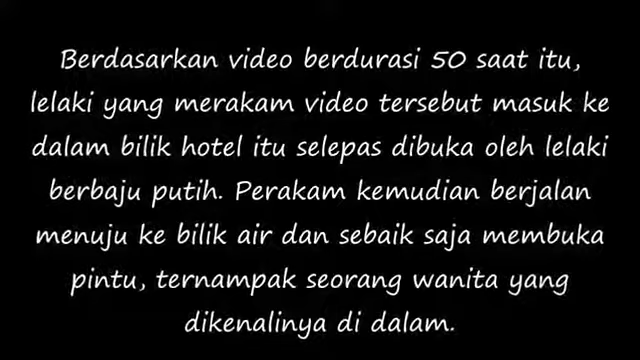 Berdasarkan video berdurasi 50 saat itu,
lelaki yang merakam video tersebut masuk ke
dalam bilik hotel itu selepas dibuka oleh lelaki
berbaju putih. Perakam kemudian berjalan
menuju ke bilik air dan sebaik saja membuka
pintu, ternampak seorang wanita yang
dikenalinya di dalam.